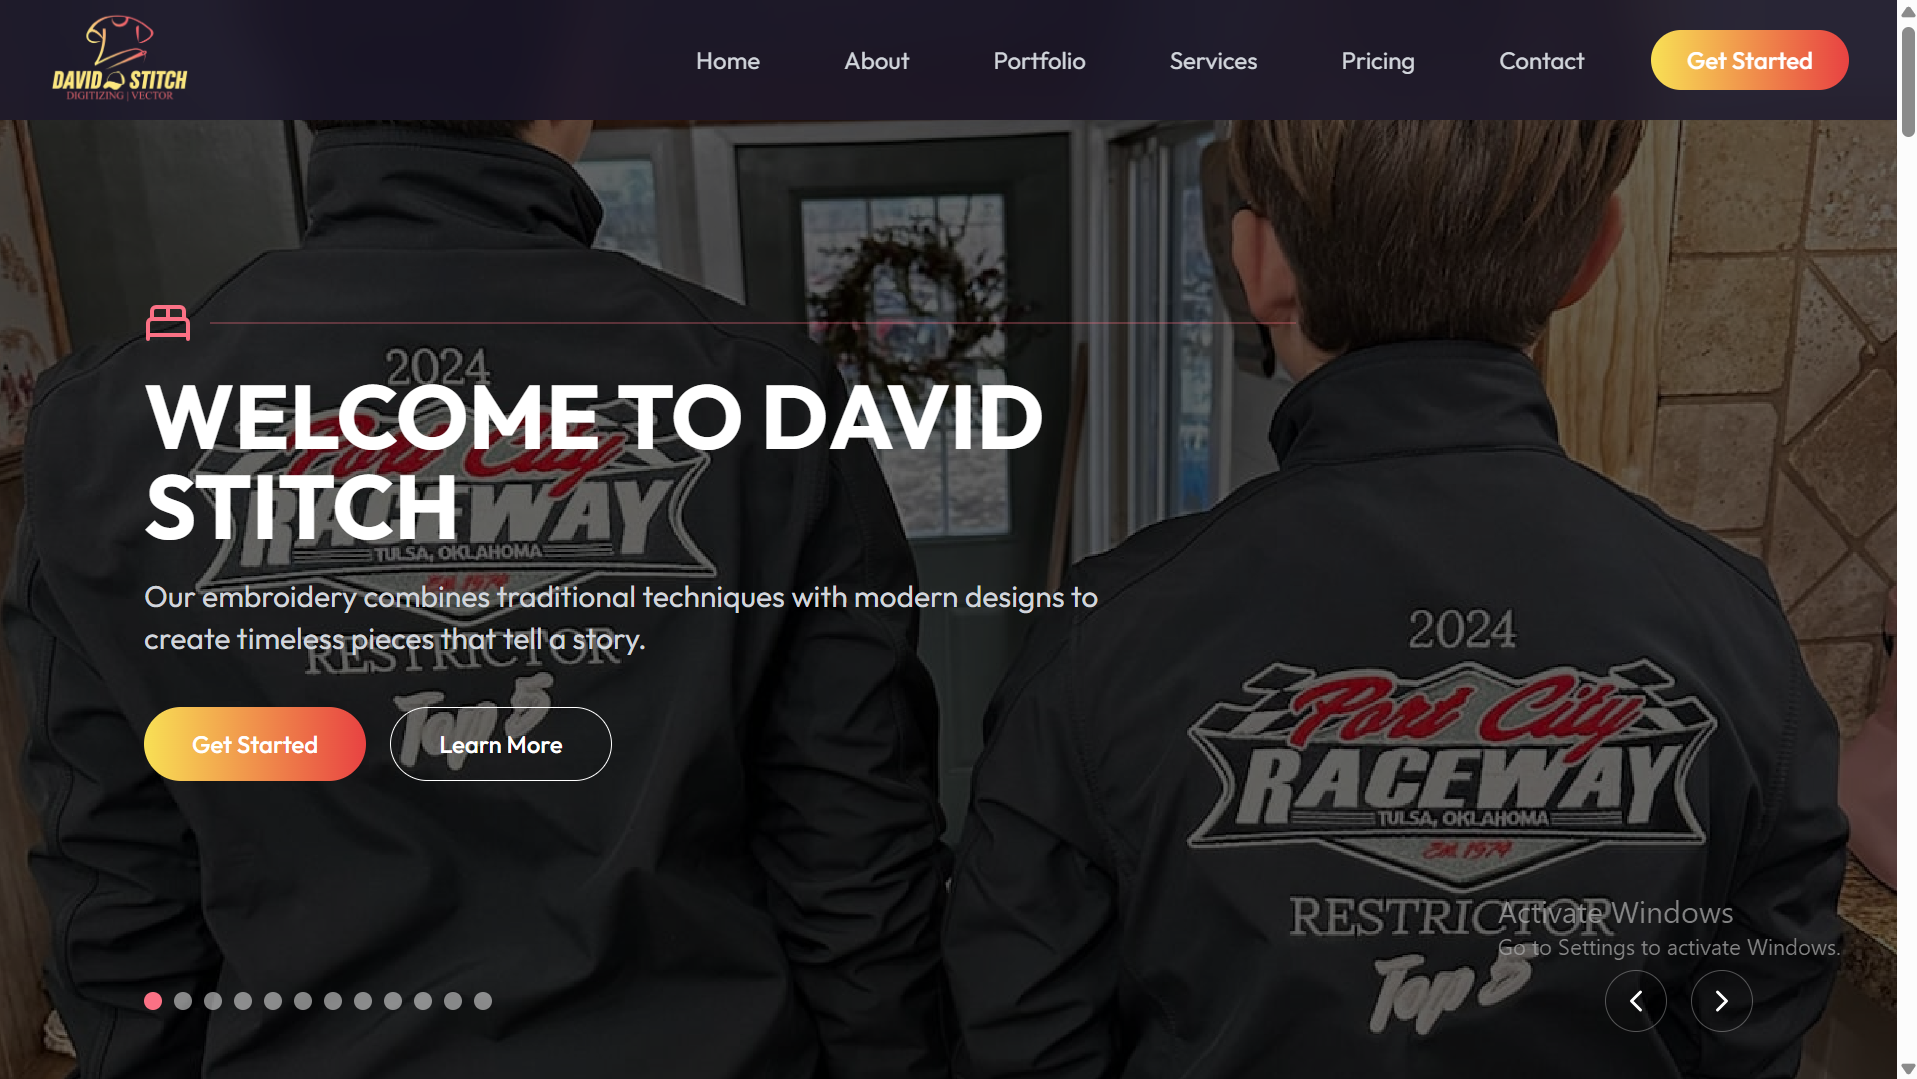 DAVID STITCH
DIGITIZING | VECTOR
Home
About
Portfolio
Services
Pricing
Contact
Get Started
2024
WELCOME TO DAVID
STITCH
Port City
RACEWAY
TULSA, OKLAHOMA
Est. 1974
Our embroidery combines traditional techniques with modern designs to
create timeless pieces that tell a story.
RESTRICTOR
Top 5
Get Started
Learn More
2024
Port City
RACEWAY
TULSA, OKLAHOMA
Est. 1974
RESTRICTOR
Top 5
Activate Windows
Go to Settings to activate Windows.